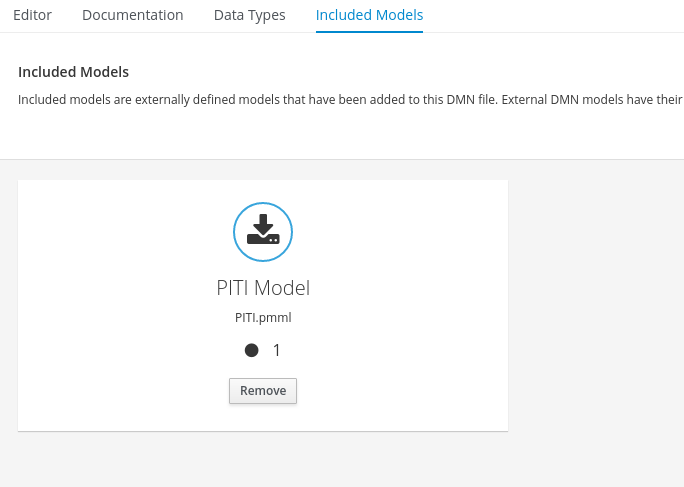 Editor Documentation Data Types Included Models
Included Models
Included models are externally defined models that have been added to this DMN file. External DMN models have their
PITI Model
PITI.pmml
1
Remove